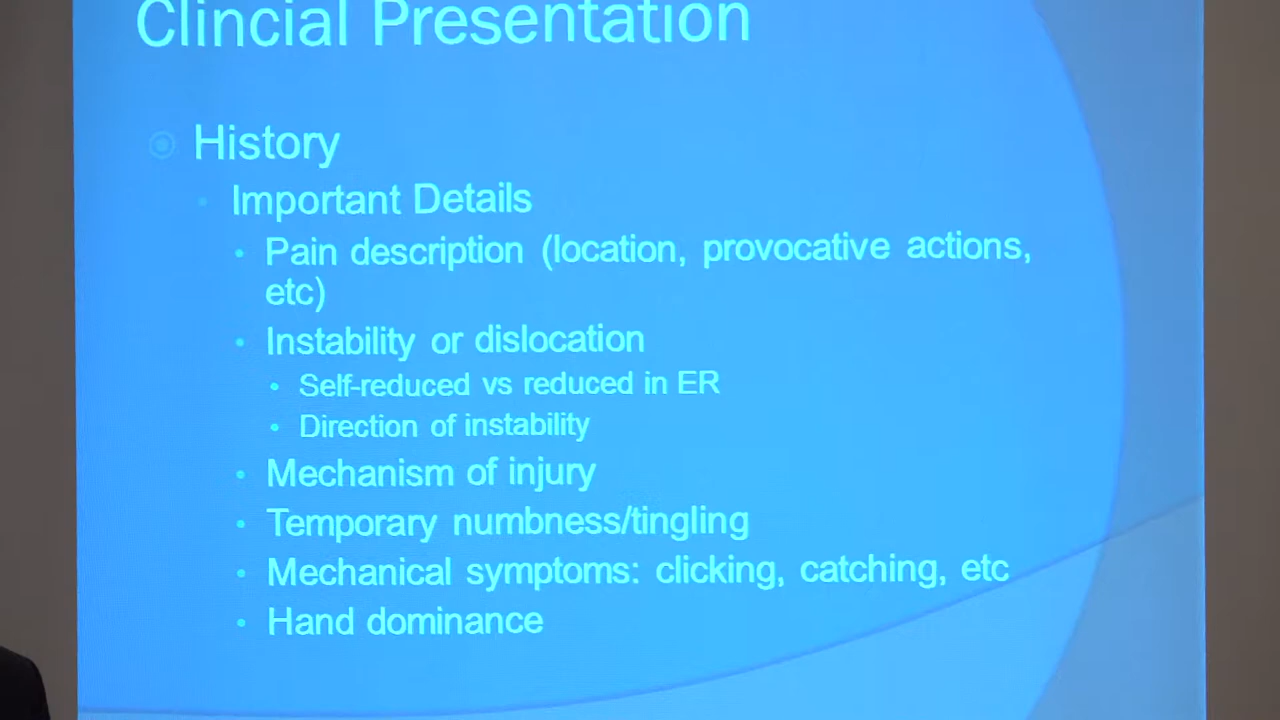 Clincial Presentation
History
Important Details
Pain description (location, provocative actions,
etc)
Instability or dislocation
Self-reduced vs reduced in ER
Direction of instability
Mechanism of injury
Temporary numbness/tingling
Mechanical symptoms: clicking, catching, etc
Hand dominance